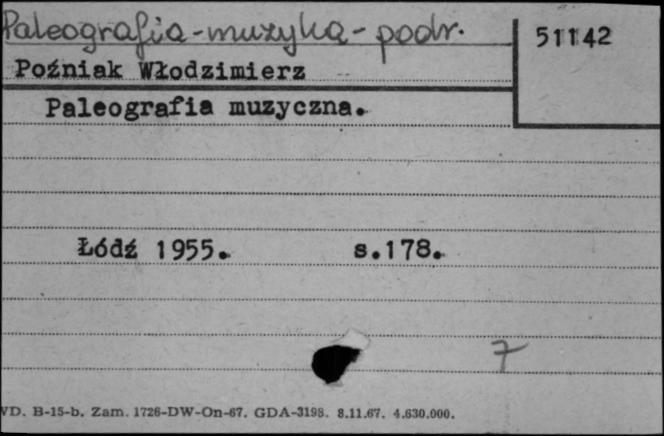 Paleografia-muzyka-podr.
51142
Poźniak Włodzimierz
Paleografia muzyczna.
Łódź 1955. s.178.
7
VD. B-15-b. Zam. 1726-DW-On-67. GDA-3198. 8.11.67. 4.630.000.